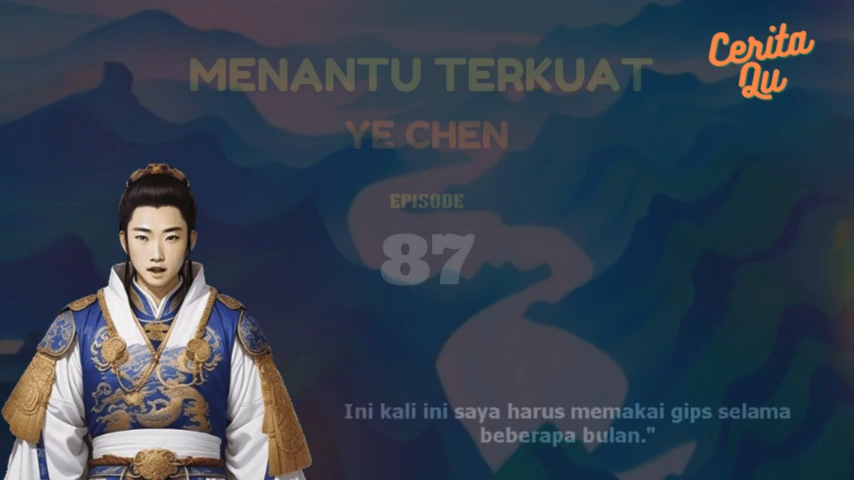 Cerita
Qu
MENANTU TERKUAT
YE CHEN
EPISODE
87
Ini kali ini saya harus memakai gips selama
beberapa bulan."